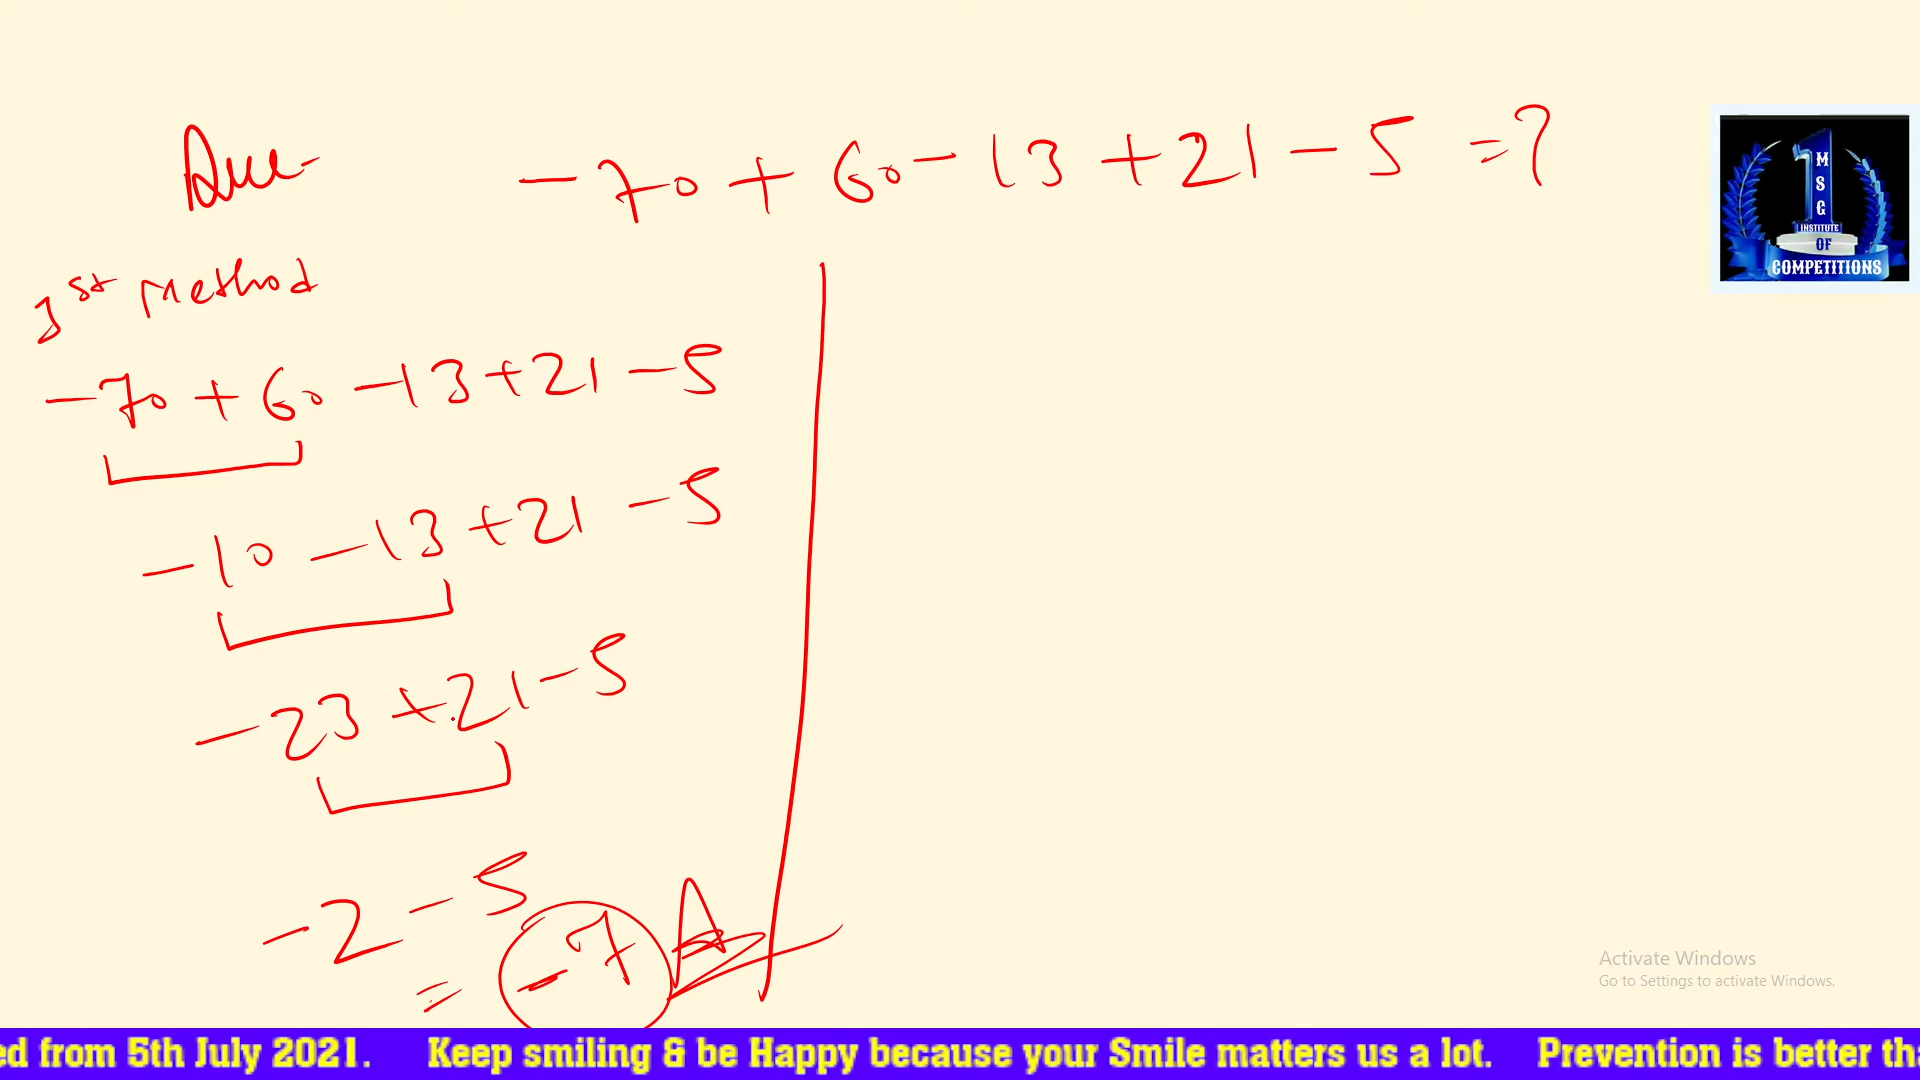 Que -70 + 60 - 13 + 21 - 5 = ?
1st Method
-70 + 60 -13 + 21 - 5
-10 -13 + 21 - 5
-23 + 21 - 5
-2 - 5
= -7 A
1
M
S
G
INSTITUTE
OF
COMPETITIONS
Activate Windows
Go to Settings to activate Windows.
ed from 5th July 2021. Keep smiling & be Happy because your Smile matters us a lot. Prevention is better tha